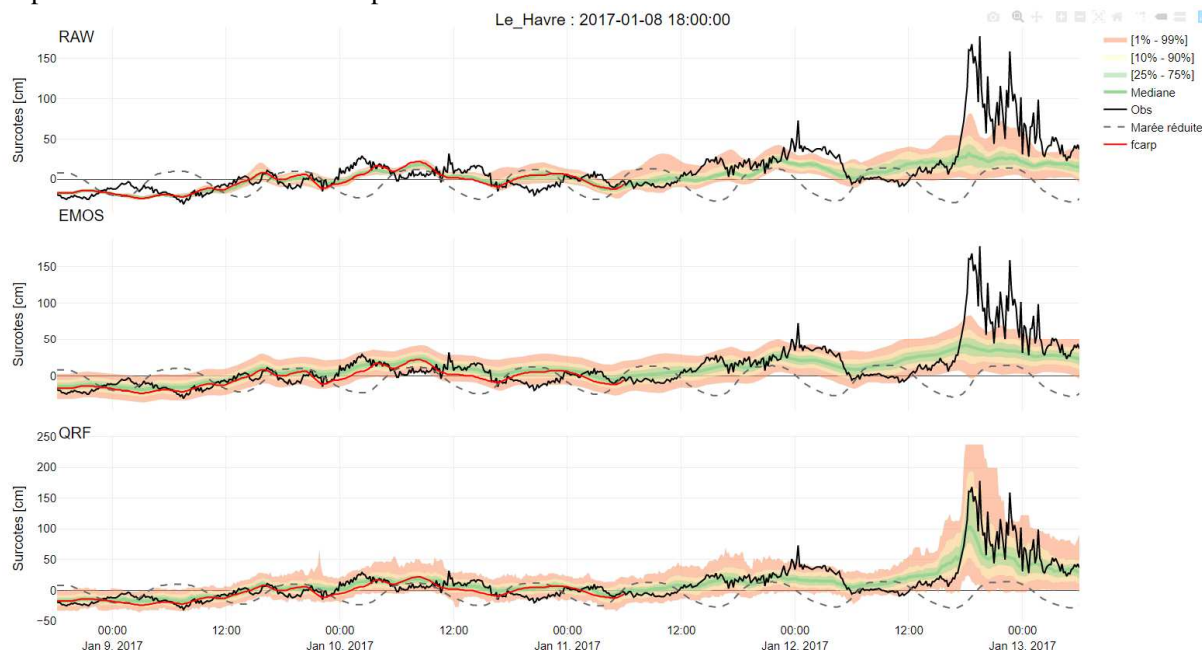 Le_Havre : 2017-01-08 18:00:00
RAW
Surcotes [cm]
150
100
50
0
[1% - 99%]
[10% - 90%]
[25% - 75%]
Mediane
Obs
Marée réduite
fcarp
EMOS
Surcotes [cm]
150
100
50
0
QRF
Surcotes [cm]
250
200
150
100
50
0
−50
00:00 12:00 00:00 12:00 00:00 12:00 00:00 12:00 00:00
Jan 9, 2017 Jan 10, 2017 Jan 11, 2017 Jan 12, 2017 Jan 13, 2017